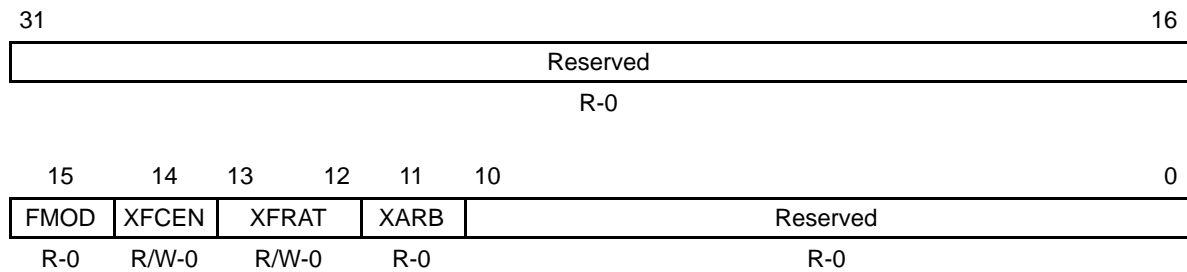 31 16
Reserved
R-0
15 14 13 12 11 10 0
FMOD XFCEN XFRAT XARB Reserved
R-0 R/W-0 R/W-0 R-0 R-0